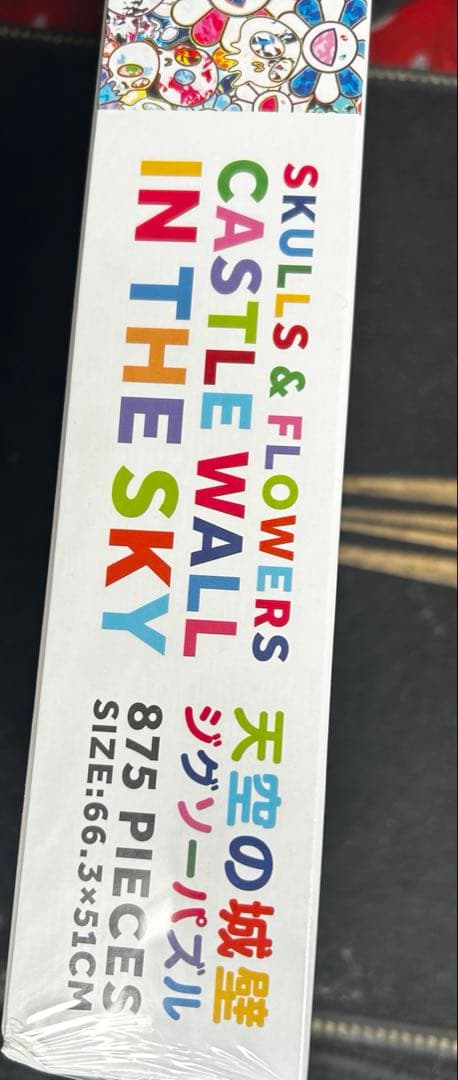 SKULLS & FLOWERS
CASTLE WALL
IN THE SKY
天空の城壁
ジグソーパズル
875 PIECES
SIZE:66.3×51CM